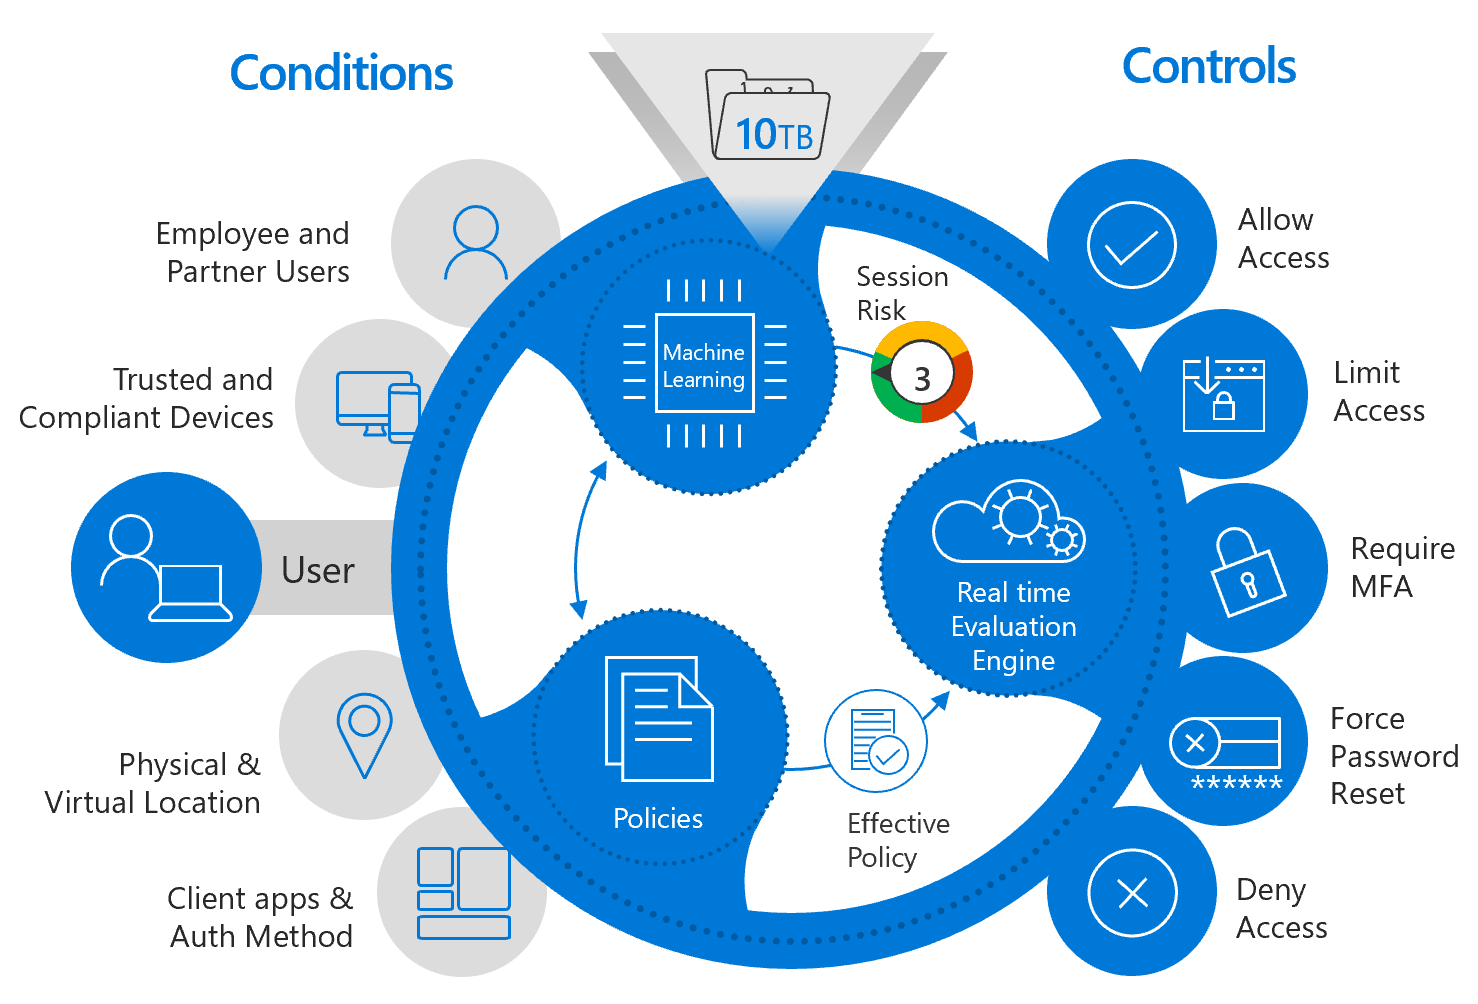 Conditions
Controls
10TB
Employee and
Partner Users
Trusted and
Compliant Devices
User
Physical &
Virtual Location
Client apps &
Auth Method
Machine
Learning
Session
Risk
3
Real time
Evaluation
Engine
Policies
Effective
Policy
Allow
Access
Limit
Access
Require
MFA
Force
Password
Reset
******
Deny
Access